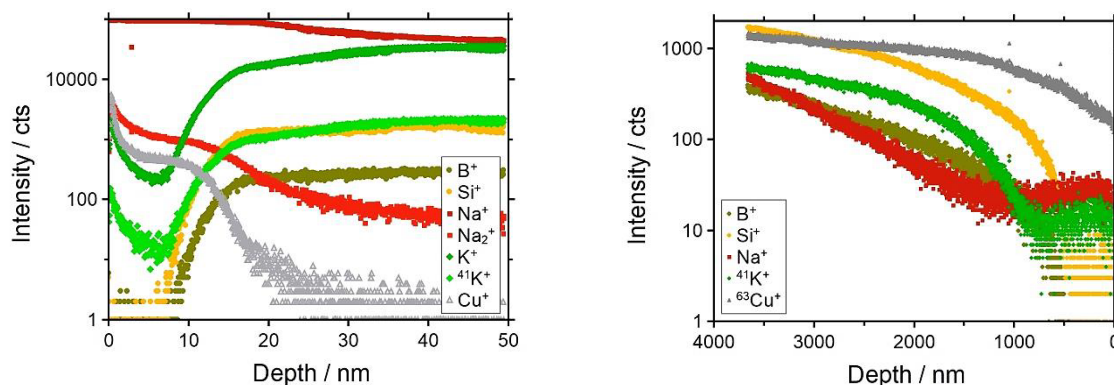 Intensity / cts
10000
100
1
0
10
20
30
40
50
Depth / nm
B⁺
Si⁺
Na⁺
Na₂⁺
K⁺
⁴¹K⁺
Cu⁺
Intensity / cts
1000
100
10
1
4000
3000
2000
1000
0
Depth / nm
B⁺
Si⁺
Na⁺
⁴¹K⁺
⁶³Cu⁺